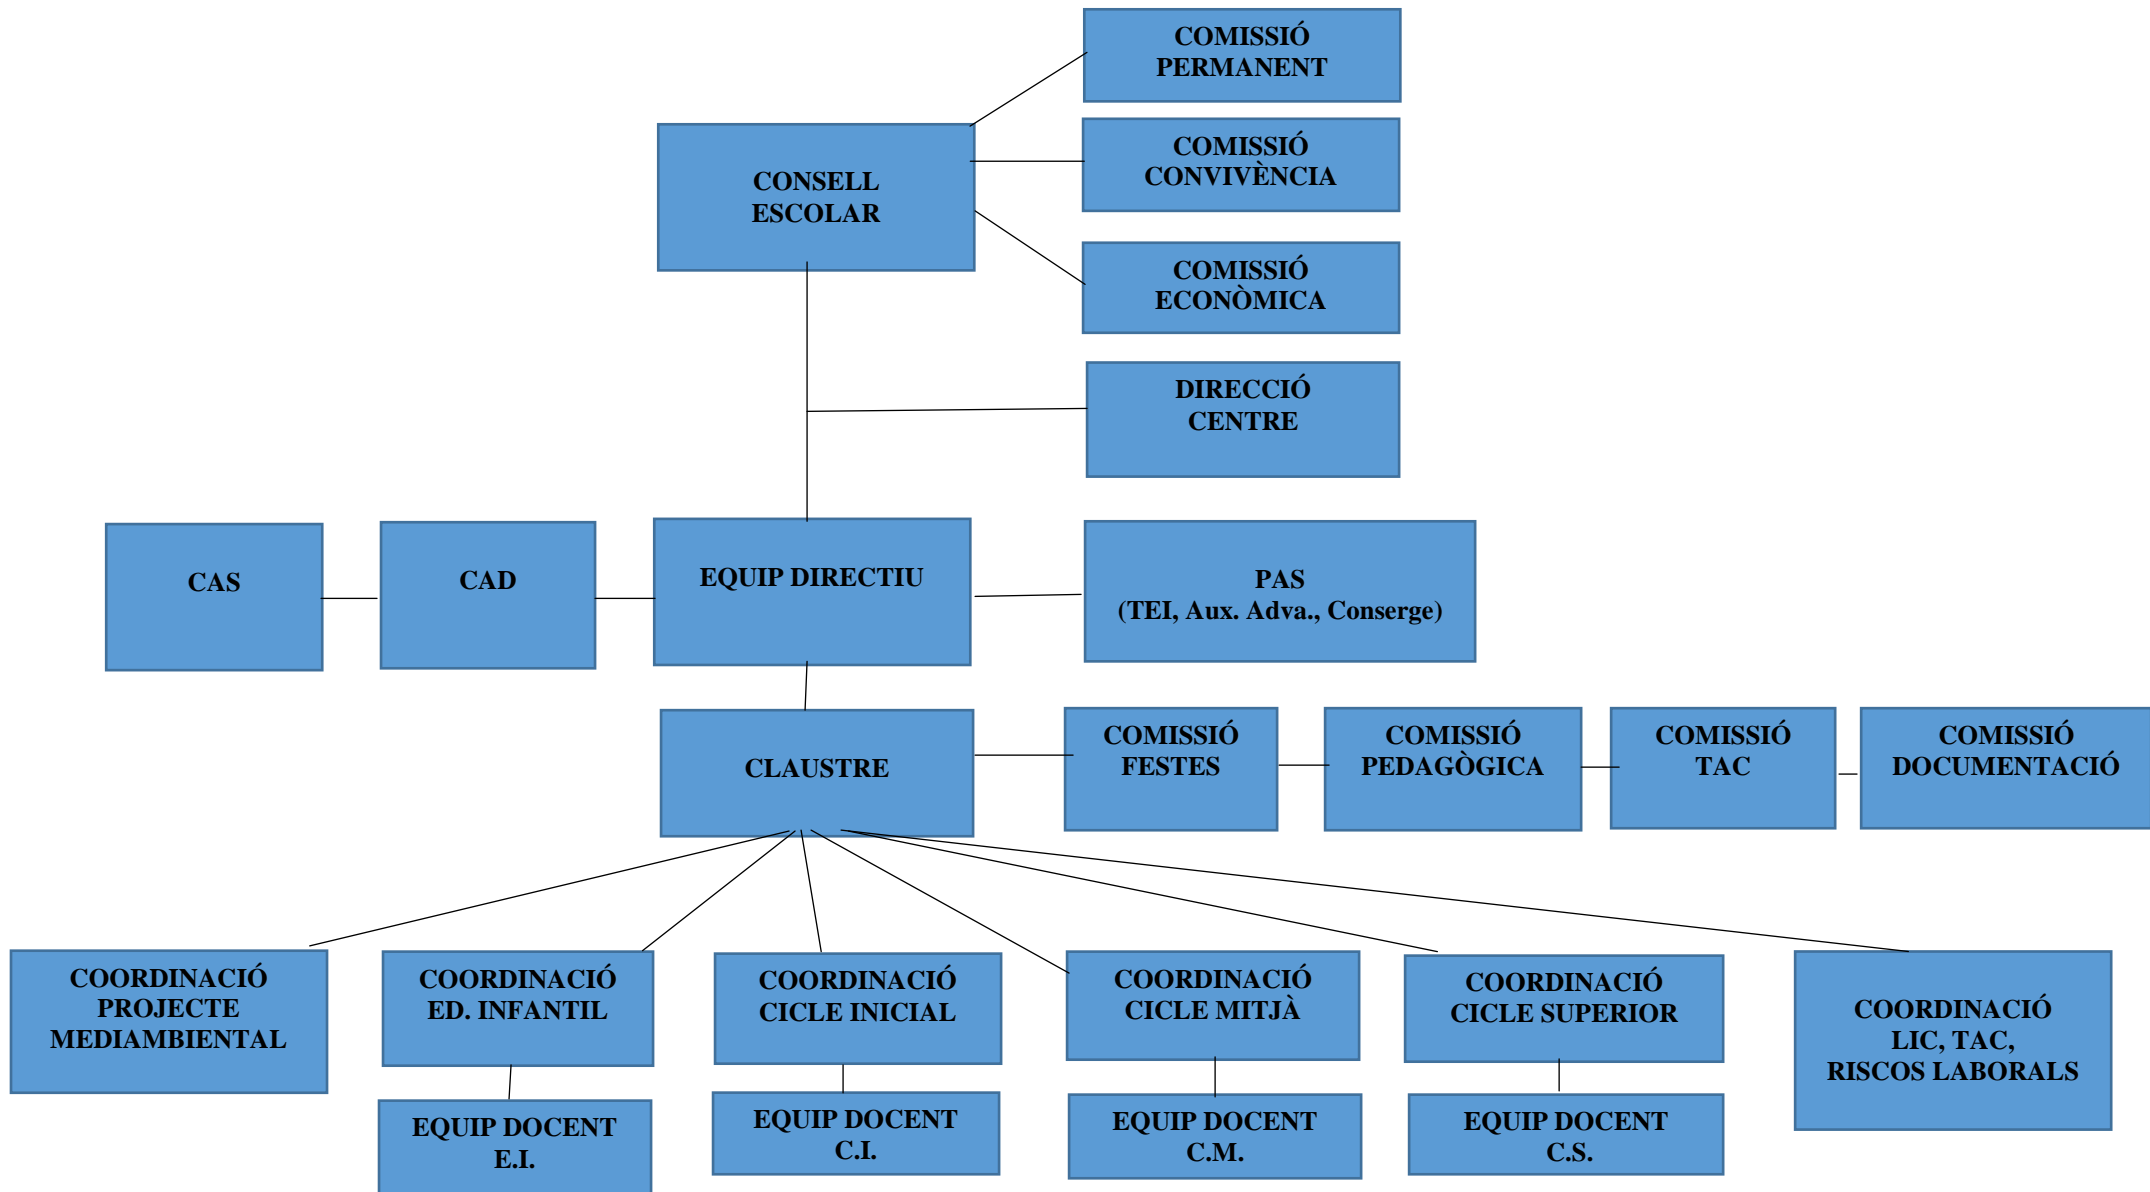 COMISSIÓ
PERMANENT
CONSELL
ESCOLAR
COMISSIÓ
CONVIVÈNCIA
COMISSIÓ
ECONÒMICA
DIRECCIÓ
CENTRE
CAS
CAD
EQUIP DIRECTIU
PAS
(TEI, Aux. Adva., Conserge)
CLAUSTRE
COMISSIÓ
FESTES
COMISSIÓ
PEDAGÒGICA
COMISSIÓ
TAC
COMISSIÓ
DOCUMENTACIÓ
COORDINACIÓ
PROJECTE
MEDIAMBIENTAL
COORDINACIÓ
ED. INFANTIL
COORDINACIÓ
CICLE INICIAL
COORDINACIÓ
CICLE MITJÀ
COORDINACIÓ
CICLE SUPERIOR
COORDINACIÓ
LIC, TAC,
RISCOS LABORALS
EQUIP DOCENT
E.I.
EQUIP DOCENT
C.I.
EQUIP DOCENT
C.M.
EQUIP DOCENT
C.S.